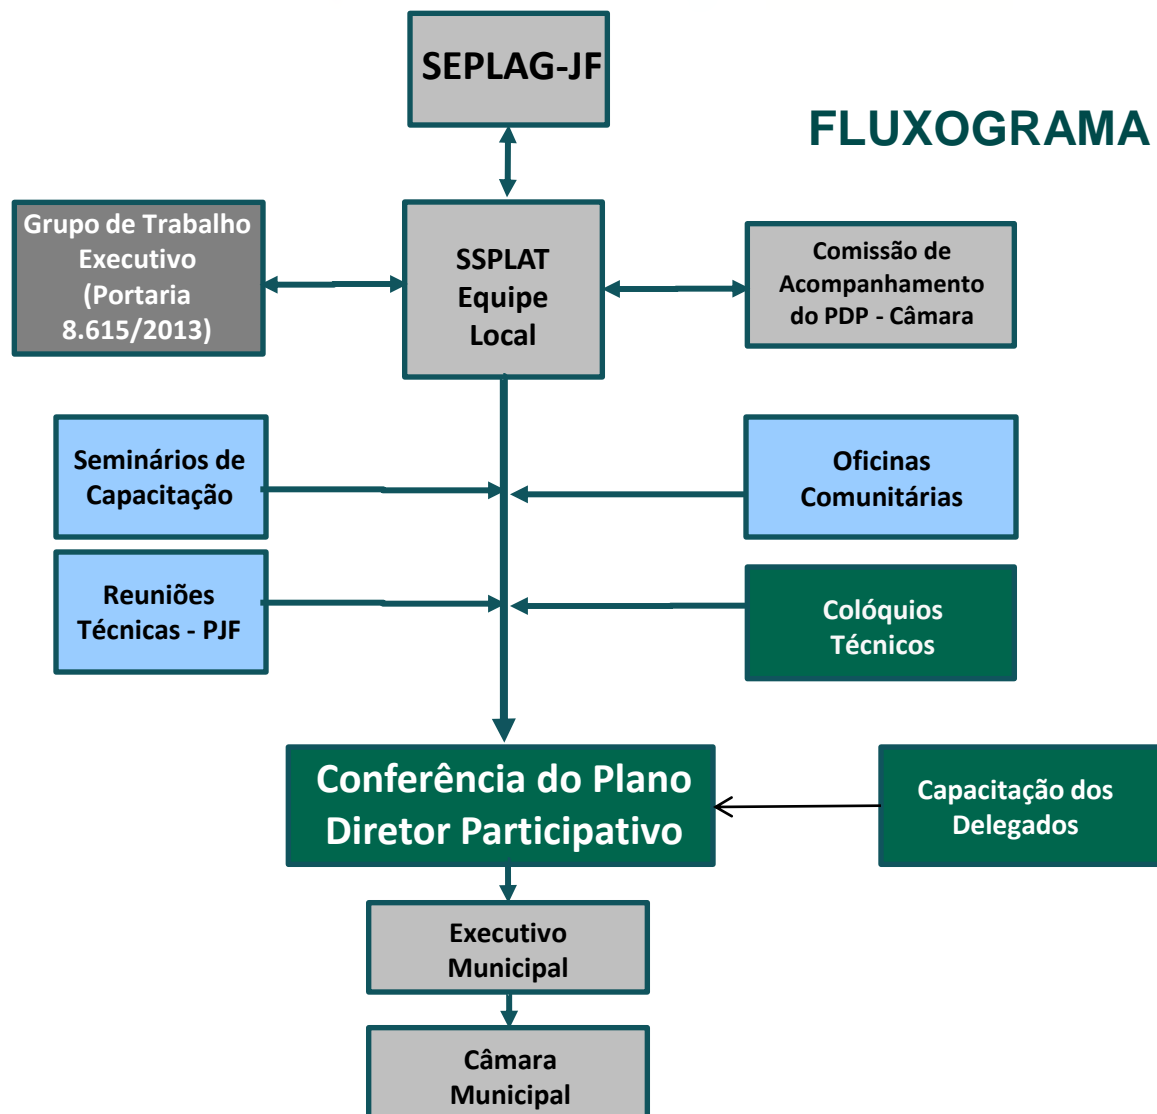 SEPLAG-JF
FLUXOGRAMA
Grupo de Trabalho
Executivo
(Portaria
8.615/2013)
SSPLAT
Equipe
Local
Comissão de
Acompanhamento
do PDP - Câmara
Seminários de
Capacitação
Oficinas
Comunitárias
Reuniões
Técnicas - PJF
Colóquios
Técnicos
Conferência do Plano
Diretor Participativo
Capacitação dos
Delegados
Executivo
Municipal
Câmara
Municipal